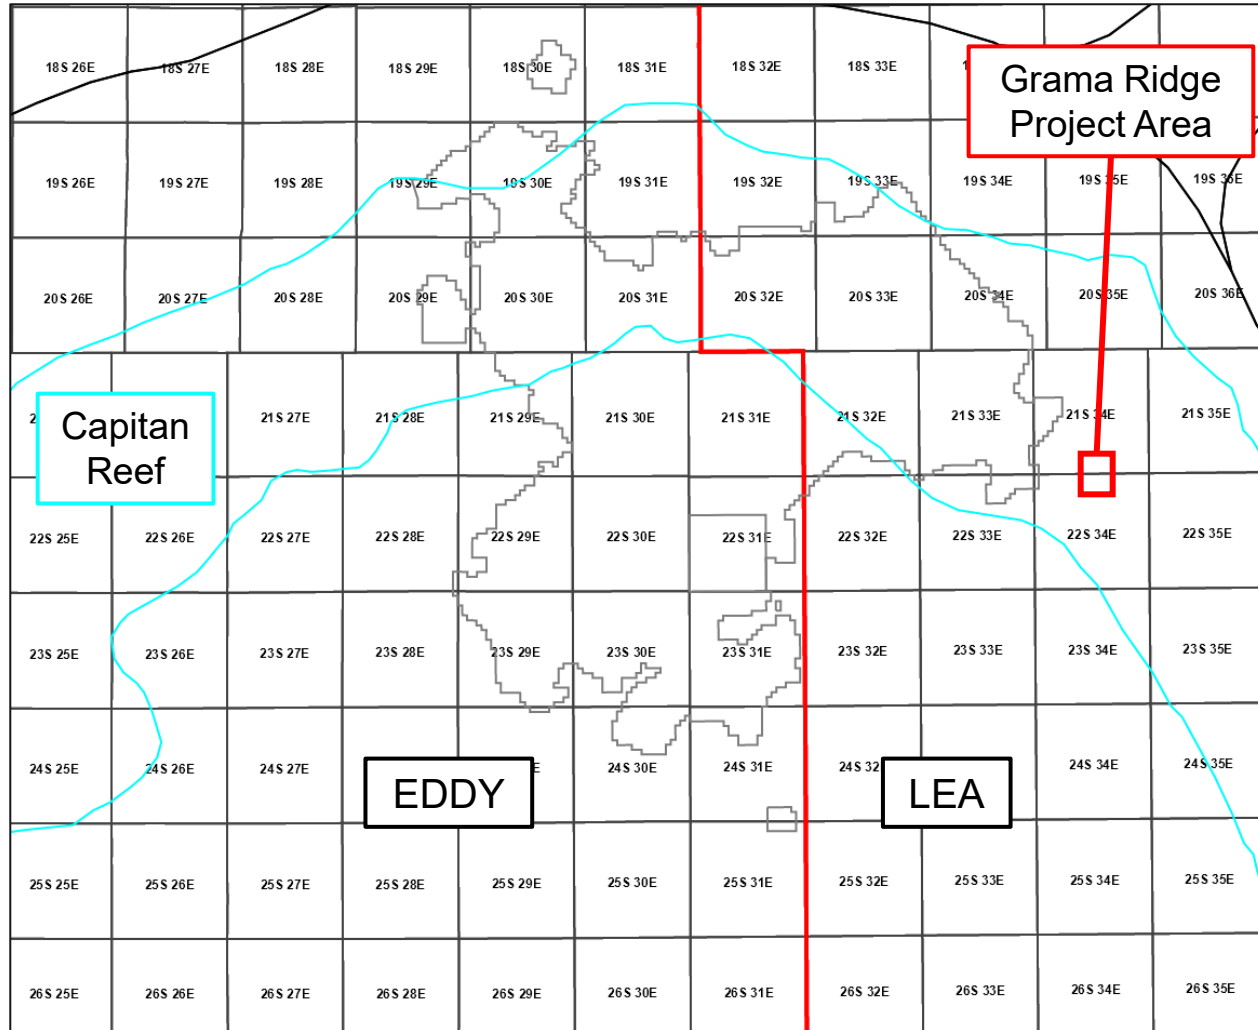 18S 26E
18S 27E
18S 28E
18S 29E
18S 30E
18S 31E
18S 32E
18S 33E
Grama Ridge
Project Area
19S 26E
19S 27E
19S 28E
19S 29E
19S 30E
19S 31E
19S 32E
19S 33E
19S 34E
19S 35E
19S 36E
20S 26E
20S 27E
20S 28E
20S 29E
20S 30E
20S 31E
20S 32E
20S 33E
20S 34E
20S 35E
20S 36E
Capitan
Reef
21S 27E
21S 28E
21S 29E
21S 30E
21S 31E
21S 32E
21S 33E
21S 34E
21S 35E
22S 25E
22S 26E
22S 27E
22S 28E
22S 29E
22S 30E
22S 31E
22S 32E
22S 33E
22S 34E
22S 35E
23S 25E
23S 26E
23S 27E
23S 28E
23S 29E
23S 30E
23S 31E
23S 32E
23S 33E
23S 34E
23S 35E
24S 25E
24S 26E
24S 27E
EDDY
24S 30E
24S 31E
24S 32
LEA
24S 34E
24S 35E
25S 25E
25S 26E
25S 27E
25S 28E
25S 29E
25S 30E
25S 31E
25S 32E
25S 33E
25S 34E
25S 35E
26S 25E
26S 26E
26S 27E
26S 28E
26S 29E
26S 30E
26S 31E
26S 32E
26S 33E
26S 34E
26S 35E